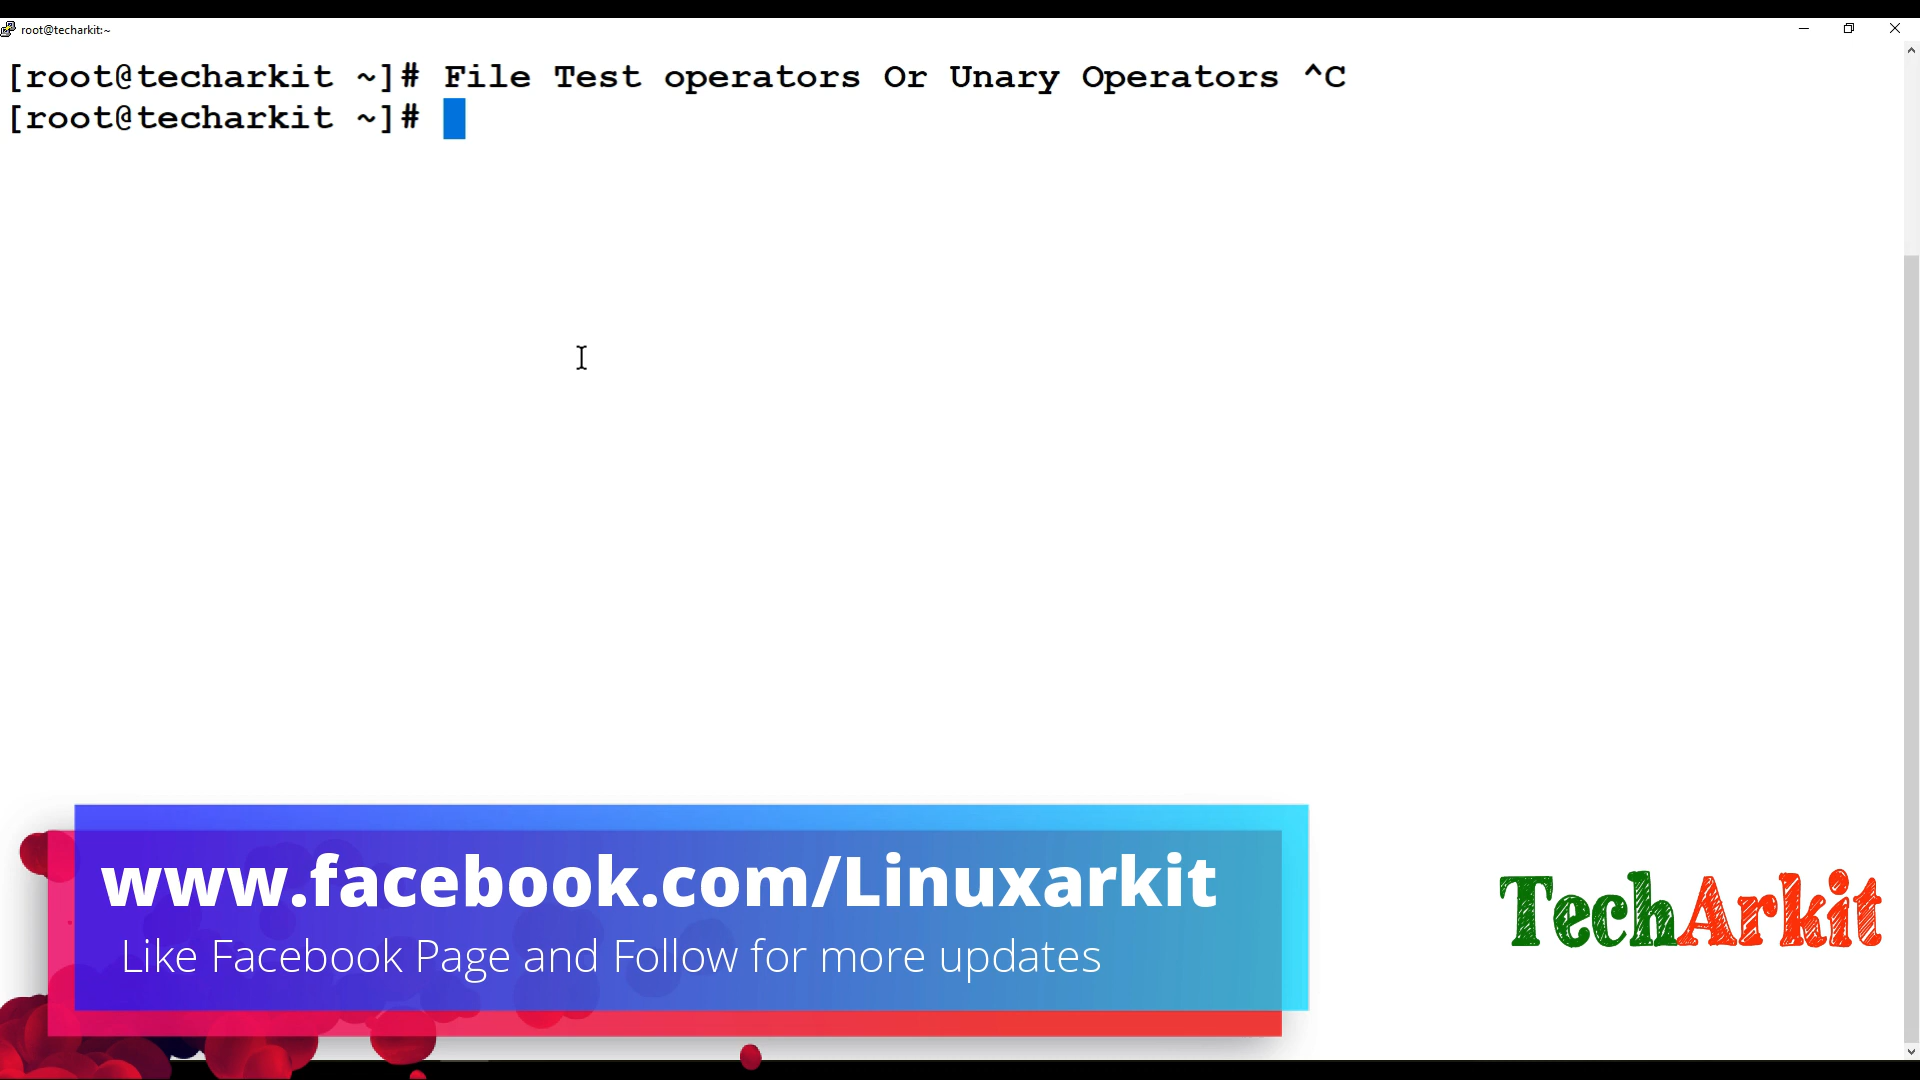 root@techarkit:~
[root@techarkit ~]# File Test operators Or Unary Operators ^C
[root@techarkit ~]#
www.facebook.com/Linuxarkit
Like Facebook Page and Follow for more updates
TechArkit